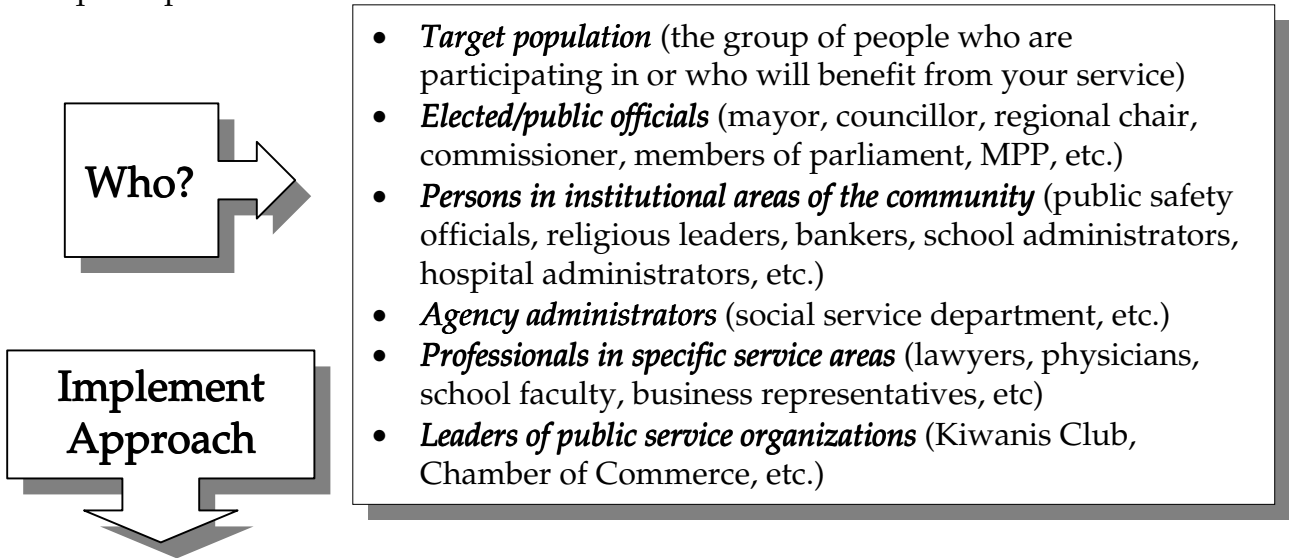 Who?
• Target population (the group of people who are
participating in or who will benefit from your service)
• Elected/public officials (mayor, councillor, regional chair,
commissioner, members of parliament, MPP, etc.)
• Persons in institutional areas of the community (public safety
officials, religious leaders, bankers, school administrators,
hospital administrators, etc.)
• Agency administrators (social service department, etc.)
• Professionals in specific service areas (lawyers, physicians,
school faculty, business representatives, etc)
• Leaders of public service organizations (Kiwanis Club,
Chamber of Commerce, etc.)
Implement
Approach